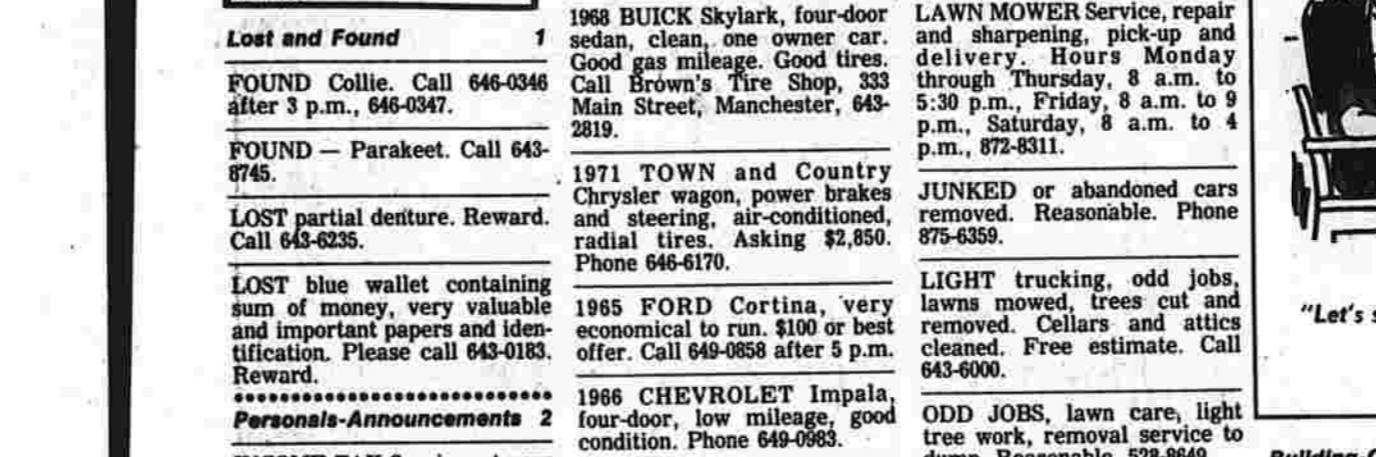 Lost and Found 1
FOUND Collie. Call 646-0346
after 3 p.m., 646-0347.
FOUND — Parakeet. Call 643-
8745.
LOST partial denture. Reward.
Call 643-6235.
LOST blue wallet containing
sum of money, very valuable
and important papers and iden-
tification. Please call 643-0183.
Reward.
Personals-Announcements 2
1968 BUICK Skylark, four-door
sedan, clean, one owner car.
Good gas mileage. Good tires.
Call Brown's Tire Shop, 333
Main Street, Manchester, 643-
2819.
1971 TOWN and Country
Chrysler wagon, power brakes
and steering, air-conditioned,
radial tires. Asking $2,850.
Phone 646-6170.
1965 FORD Cortina, very
economical to run. $100 or best
offer. Call 649-0858 after 5 p.m.
1966 CHEVROLET Impala,
four-door, low mileage, good
condition. Phone 649-0983.
LAWN MOWER Service, repair
and sharpening, pick-up and
delivery. Hours Monday
through Thursday, 8 a.m. to
5:30 p.m., Friday, 8 a.m. to 9
p.m., Saturday, 8 a.m. to 4
p.m., 872-8311.
JUNKED or abandoned cars
removed. Reasonable. Phone
875-6359.
LIGHT trucking, odd jobs,
lawns mowed, trees cut and
removed. Cellars and attics
cleaned. Free estimate. Call
643-6000.
ODD JOBS, lawn care, light
tree work, removal service to
dump. Reasonable. 528-8649
"Let's